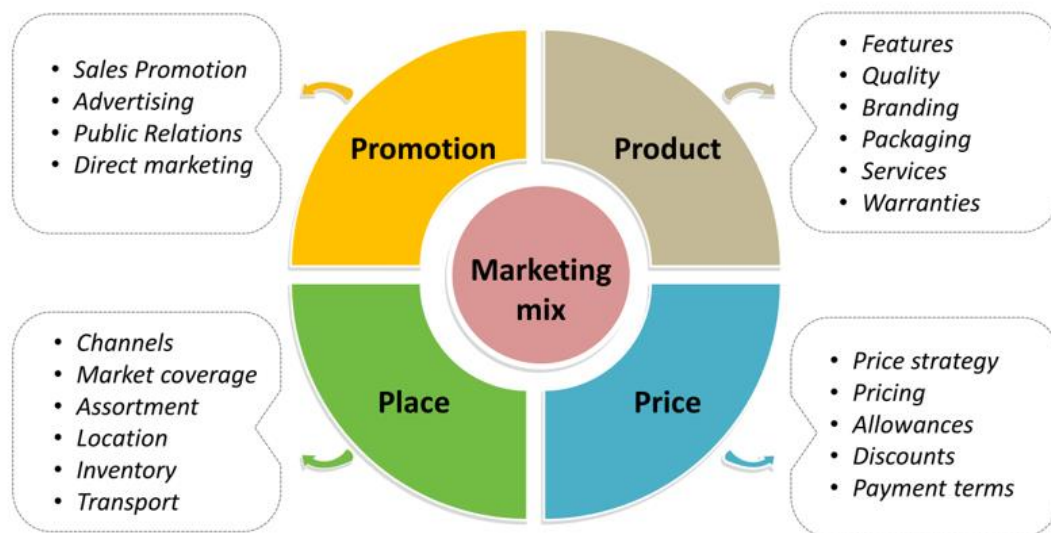 • Sales Promotion
• Advertising
• Public Relations
• Direct marketing
Promotion
Product
• Features
• Quality
• Branding
• Packaging
• Services
• Warranties
Marketing
mix
• Channels
• Market coverage
• Assortment
• Location
• Inventory
• Transport
Place
Price
• Price strategy
• Pricing
• Allowances
• Discounts
• Payment terms